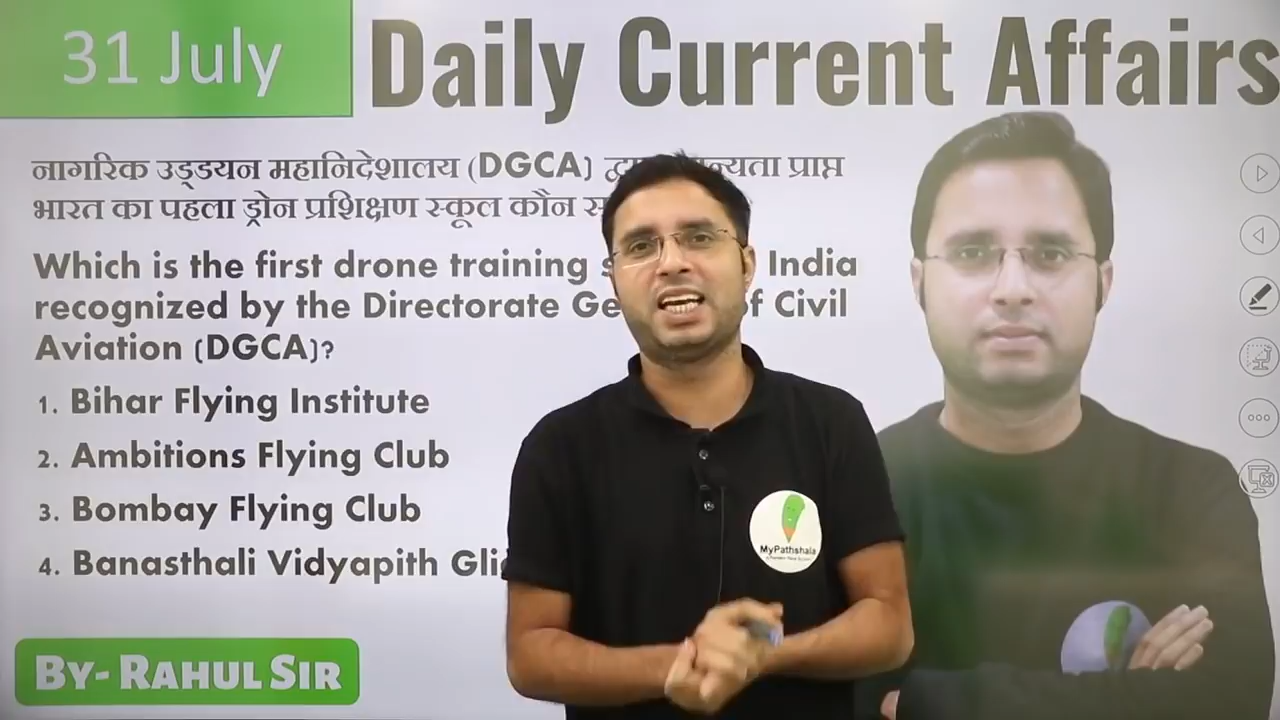 31 July
Daily Current Affairs
नागरिक उड्डयन महानिदेशालय (DGCA) मान्यता प्राप्त
भारत का पहला ड्रोन प्रशिक्षण स्कूल कौन
Which is the first drone training India
recognized by the Directorate of Civil
Aviation (DGCA)?
1. Bihar Flying Institute
2. Ambitions Flying Club
3. Bombay Flying Club
4. Banasthali Vidyapith
MyPathshala
By- Rahul Sir